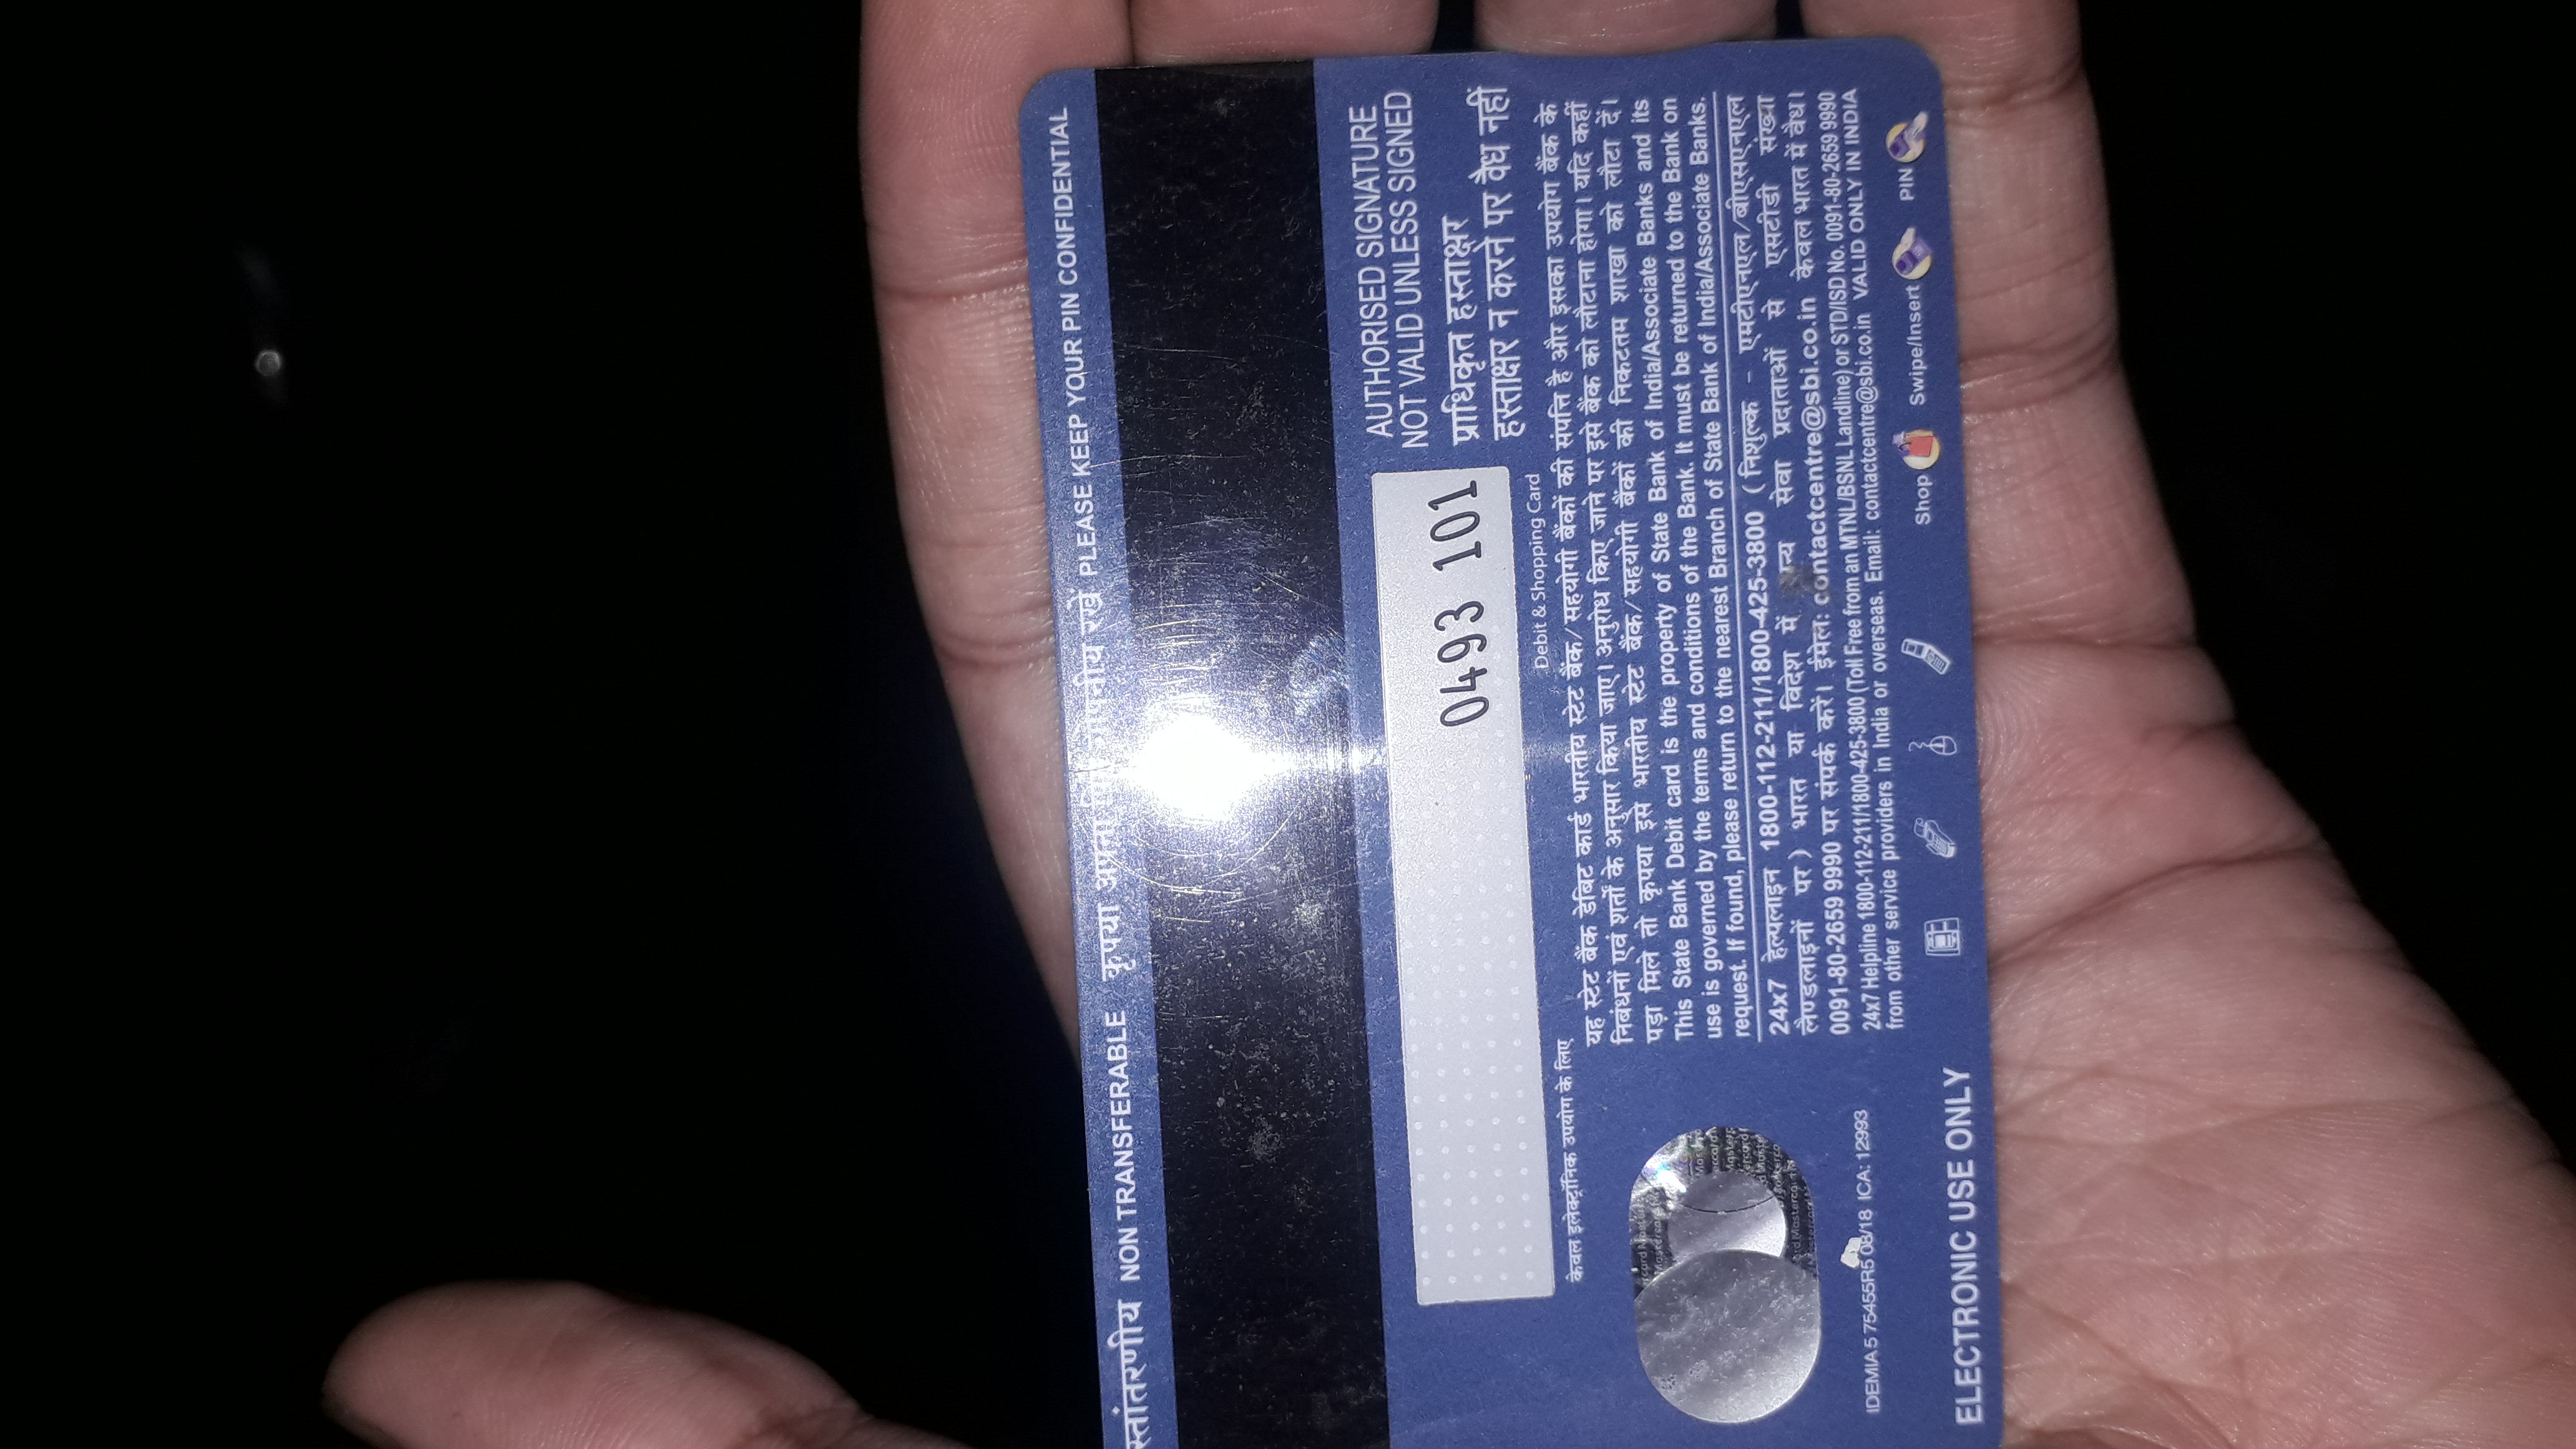 स्तांतरणीय NON TRANSFERABLE कृपया अपना गोपनीय रखें PLEASE KEEP YOUR PIN CONFIDENTIAL
AUTHORISED SIGNATURE
NOT VALID UNLESS SIGNED
0493 101
प्राधिकृत हस्ताक्षर
हस्ताक्षर न करने पर वैध नहीं
Debit & Shopping Card
केवल इलेक्ट्रॉनिक उपयोग के लिए
यह स्टेट बैंक डेबिट कार्ड भारतीय स्टेट बैंक/सहयोगी बैंकों की संपत्ति है और इसका उपयोग बैंक के
निबंधनों एवं शर्तों के अनुसार किया जाए। अनुरोध किए जाने पर इसे बैंक को लौटाना होगा। यदि कहीं
पड़ा मिले तो कृपया इसे भारतीय स्टेट बैंक/सहयोगी बैंकों की निकटतम शाखा को लौटा दें।
This State Bank Debit card is the property of State Bank of India/Associate Banks and its
use is governed by the terms and conditions of the Bank. It must be returned to the Bank on
request. If found, please return to the nearest Branch of State Bank of India/Associate Banks.
24x7 हेल्पलाइन 1800-112-211/1800-425-3800 (निशुल्क - एमटीएनएल/बीएसएनएल
लैण्डलाइनों पर) भारत या विदेश में सेवा प्रदाताओं से एसटीडी संख्या
0091-80-2659 9990 पर संपर्क करें। ईमेल: contactcentre@sbi.co.in केवल भारत में वैध।
24x7 Helpline 1800-112-211/1800-425-3800 (Toll Free from an MTNL/BSNL Landline) or STD/ISD No. 0091-80-2659 9990
from other service providers in India or overseas. Email: contactcentre@sbi.co.in VALID ONLY IN INDIA
IDEMIA 5 75455R5 08/18 ICA: 12993
Shop Swipe/Insert PIN
ELECTRONIC USE ONLY